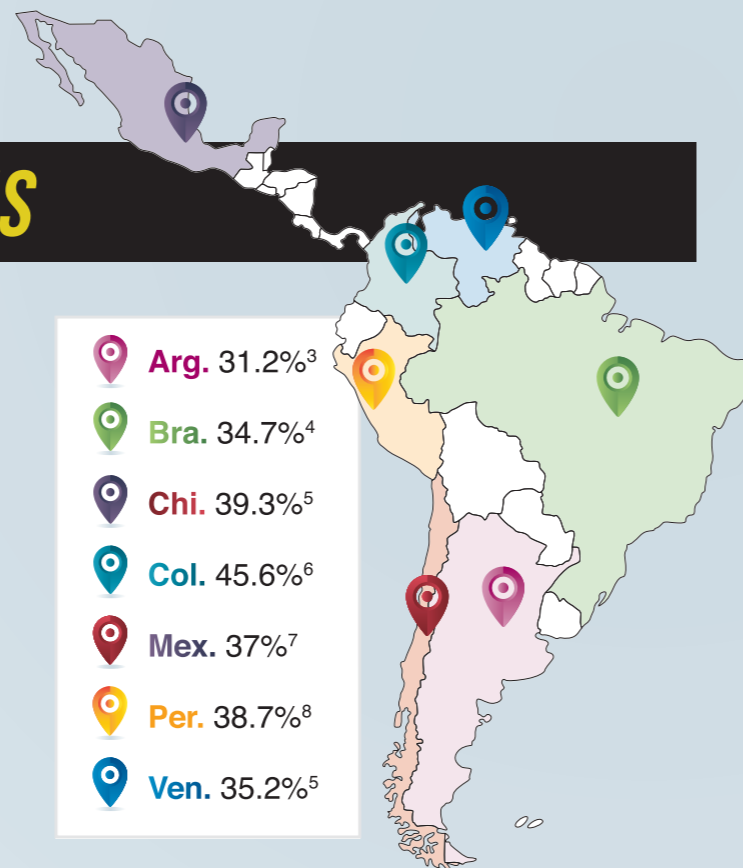 S
Arg. 31.2%³
Bra. 34.7%⁴
Chi. 39.3%⁵
Col. 45.6%⁶
Mex. 37%⁷
Per. 38.7%⁸
Ven. 35.2%⁵